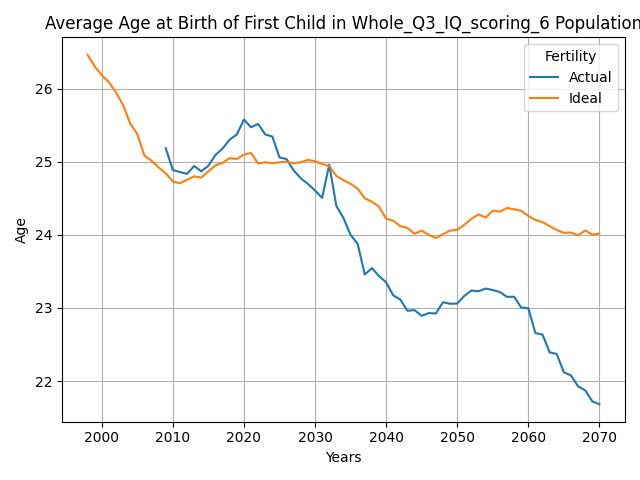 Average Age at Birth of First Child in Whole_Q3_IQ_scoring_6 Population
Fertility
Actual
Ideal
26
25
24
23
22
Age
2000 2010 2020 2030 2040 2050 2060 2070
Years